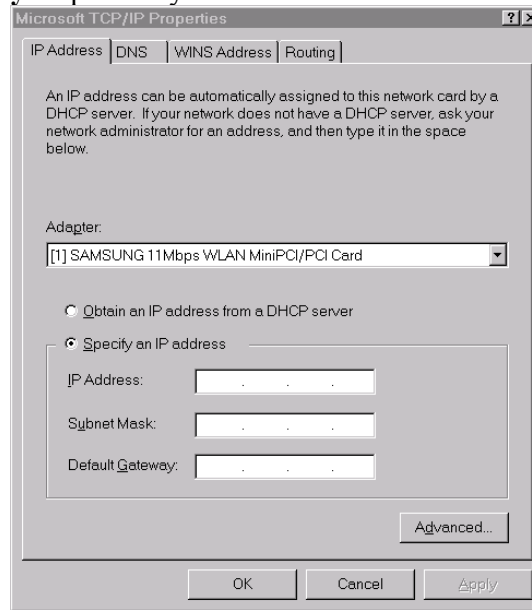 Microsoft TCP/IP Properties
IP Address DNS WINS Address Routing
An IP address can be automatically assigned to this network card by a
DHCP server. If your network does not have a DHCP server, ask your
network administrator for an address, and then type it in the space
below.
Adapter:
[1] SAMSUNG 11Mbps WLAN MiniPCI/PCI Card
Obtain an IP address from a DHCP server
Specify an IP address
IP Address:
Subnet Mask:
Default Gateway:
Advanced...
OK Cancel Apply